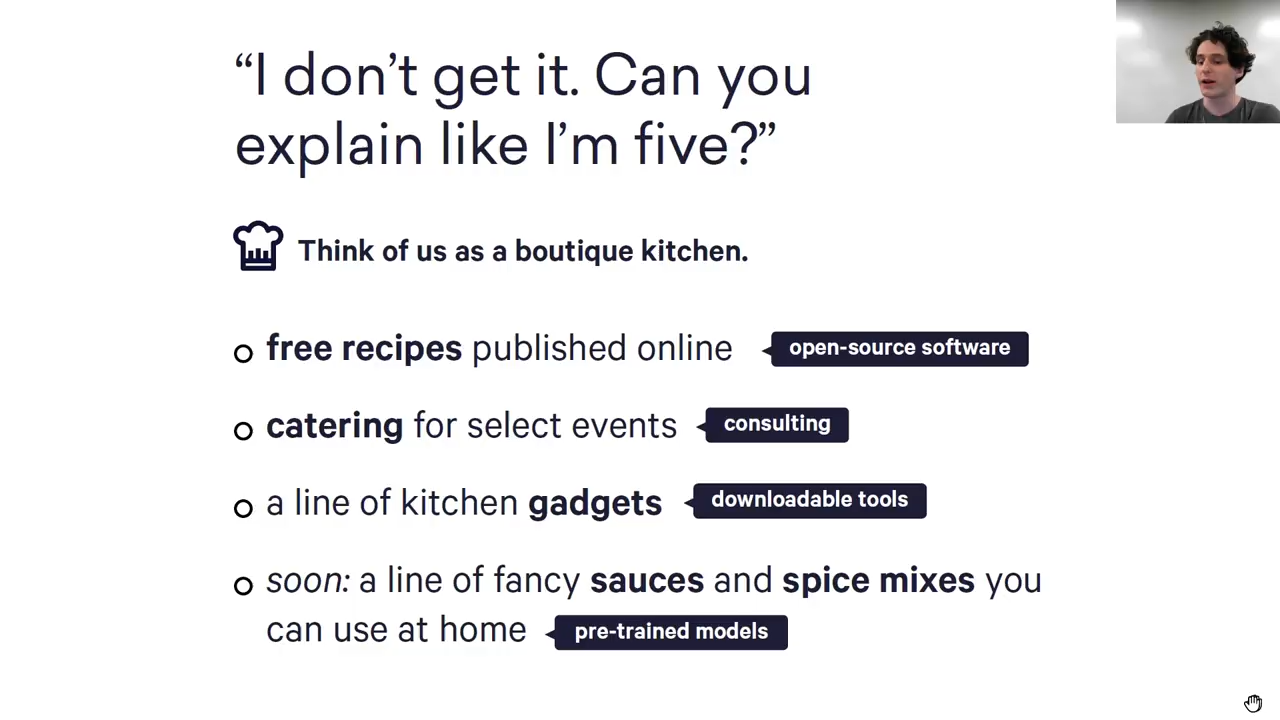 “I don’t get it. Can you
explain like I’m five?”
Think of us as a boutique kitchen.
free recipes published online open-source software
catering for select events consulting
a line of kitchen gadgets downloadable tools
soon: a line of fancy sauces and spice mixes you
can use at home pre-trained models